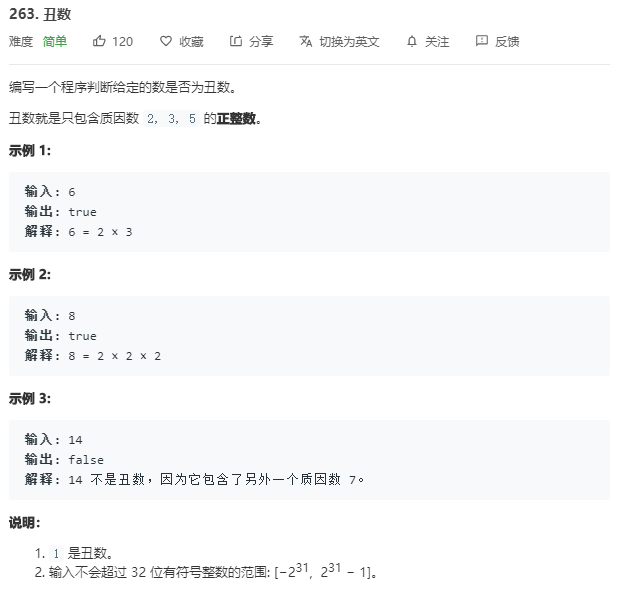 263. 丑数
难度 简单 120 收藏 分享 切换为英文 关注 反馈
编写一个程序判断给定的数是否为丑数。
丑数就是只包含质因数 2, 3, 5 的正整数。
示例 1:
输入: 6
输出: true
解释: 6 = 2 × 3
示例 2:
输入: 8
输出: true
解释: 8 = 2 × 2 × 2
示例 3:
输入: 14
输出: false
解释: 14 不是丑数，因为它包含了另外一个质因数 7。
说明：
1. 1 是丑数。
2. 输入不会超过 32 位有符号整数的范围: [−2³¹, 2³¹ − 1]。